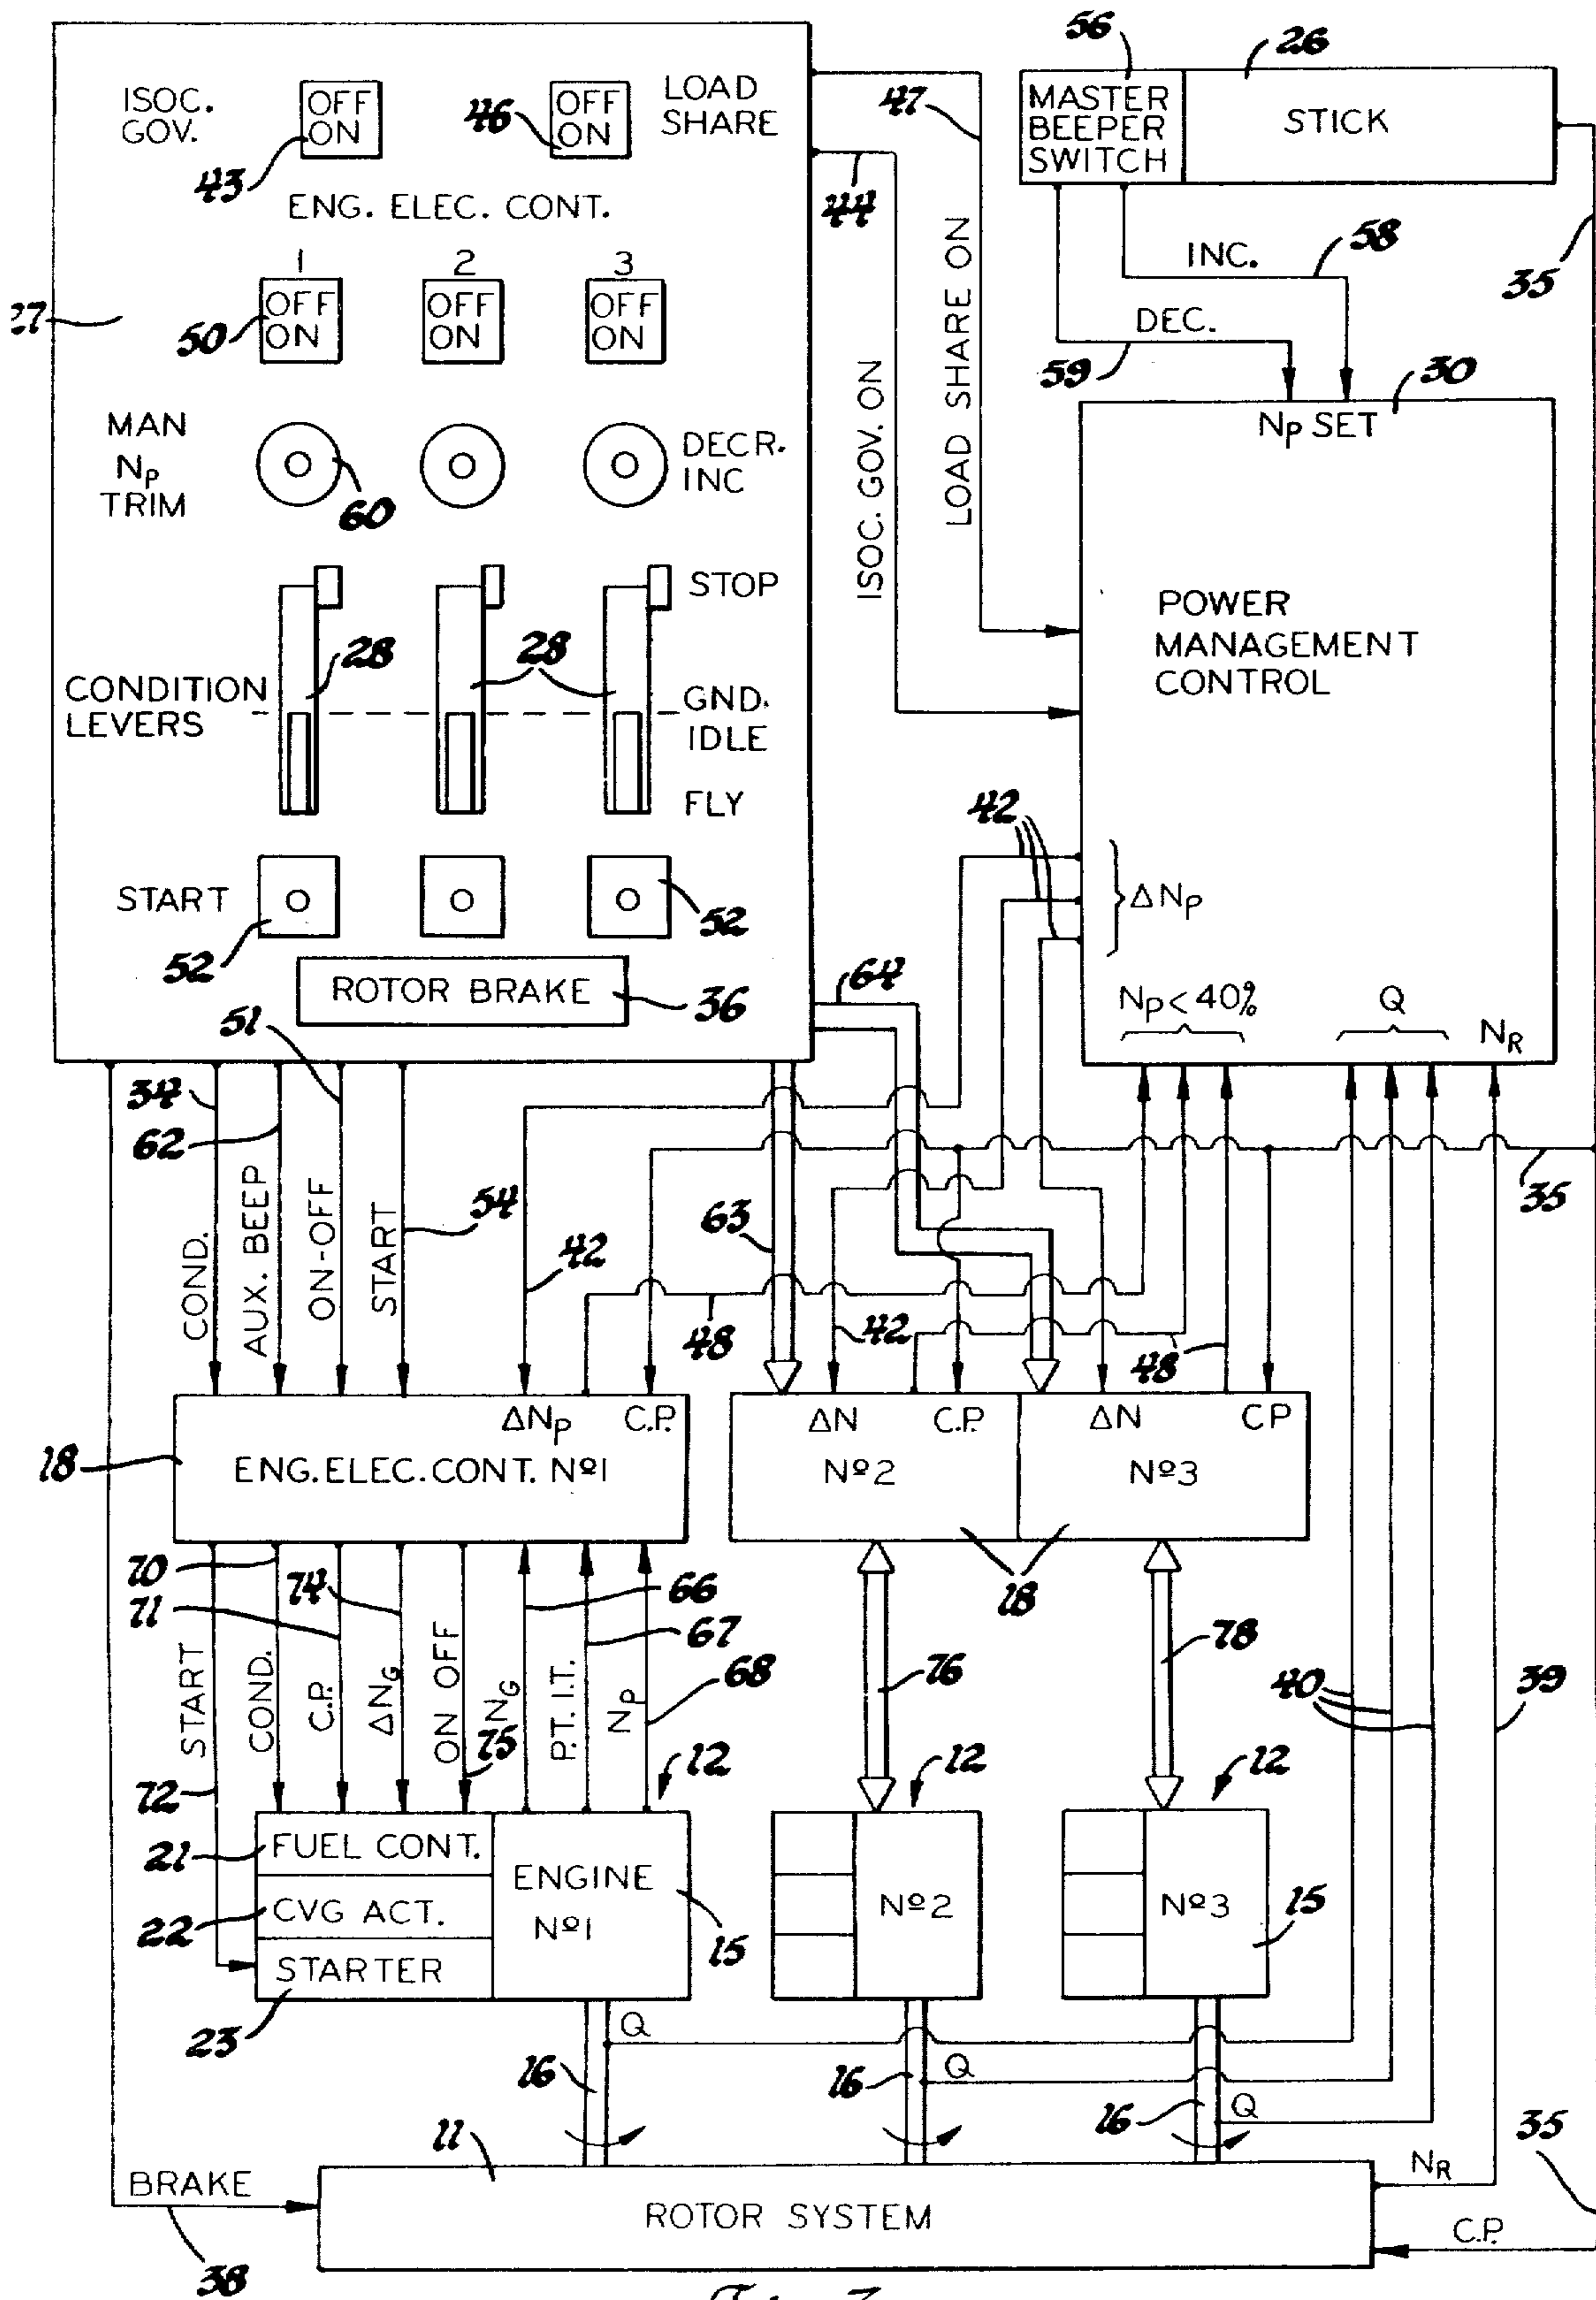 56
26
ISOC.
GOV.
OFF
ON
43
46
OFF
ON
LOAD
SHARE
47
44
MASTER
BEEPER
SWITCH
STICK
35
ENG. ELEC. CONT.
INC.
58
DEC.
59
1
2
3
27
50
OFF
ON
OFF
ON
OFF
ON
LOAD SHARE ON
ISOC. GOV. ON
30
NP SET
MAN
NP
TRIM
60
DECR.
INC
STOP
POWER
MANAGEMENT
CONTROL
28
28
CONDITION
LEVERS
GND.
IDLE
FLY
42
ΔNP
START
52
52
ROTOR BRAKE
36
64
NP<40%
Q
NR
51
34
62
54
63
42
35
COND.
AUX. BEEP
ON-OFF
START
48
42
48
ΔNP
C.P.
ΔN
C.P.
ΔN
CP
18
ENG.ELEC.CONT. Nº1
Nº2
Nº3
18
70
71
74
66
67
68
76
78
40
39
START
COND.
C.P.
ΔNG
ON OFF
NG
P.T. I.T.
NP
72
75
12
12
12
21
FUEL CONT.
22
CVG ACT.
STARTER
23
ENGINE
Nº1
15
Nº2
Nº3
15
Q
16
Q
16
Q
16
11
35
BRAKE
38
ROTOR SYSTEM
NR
C.P.